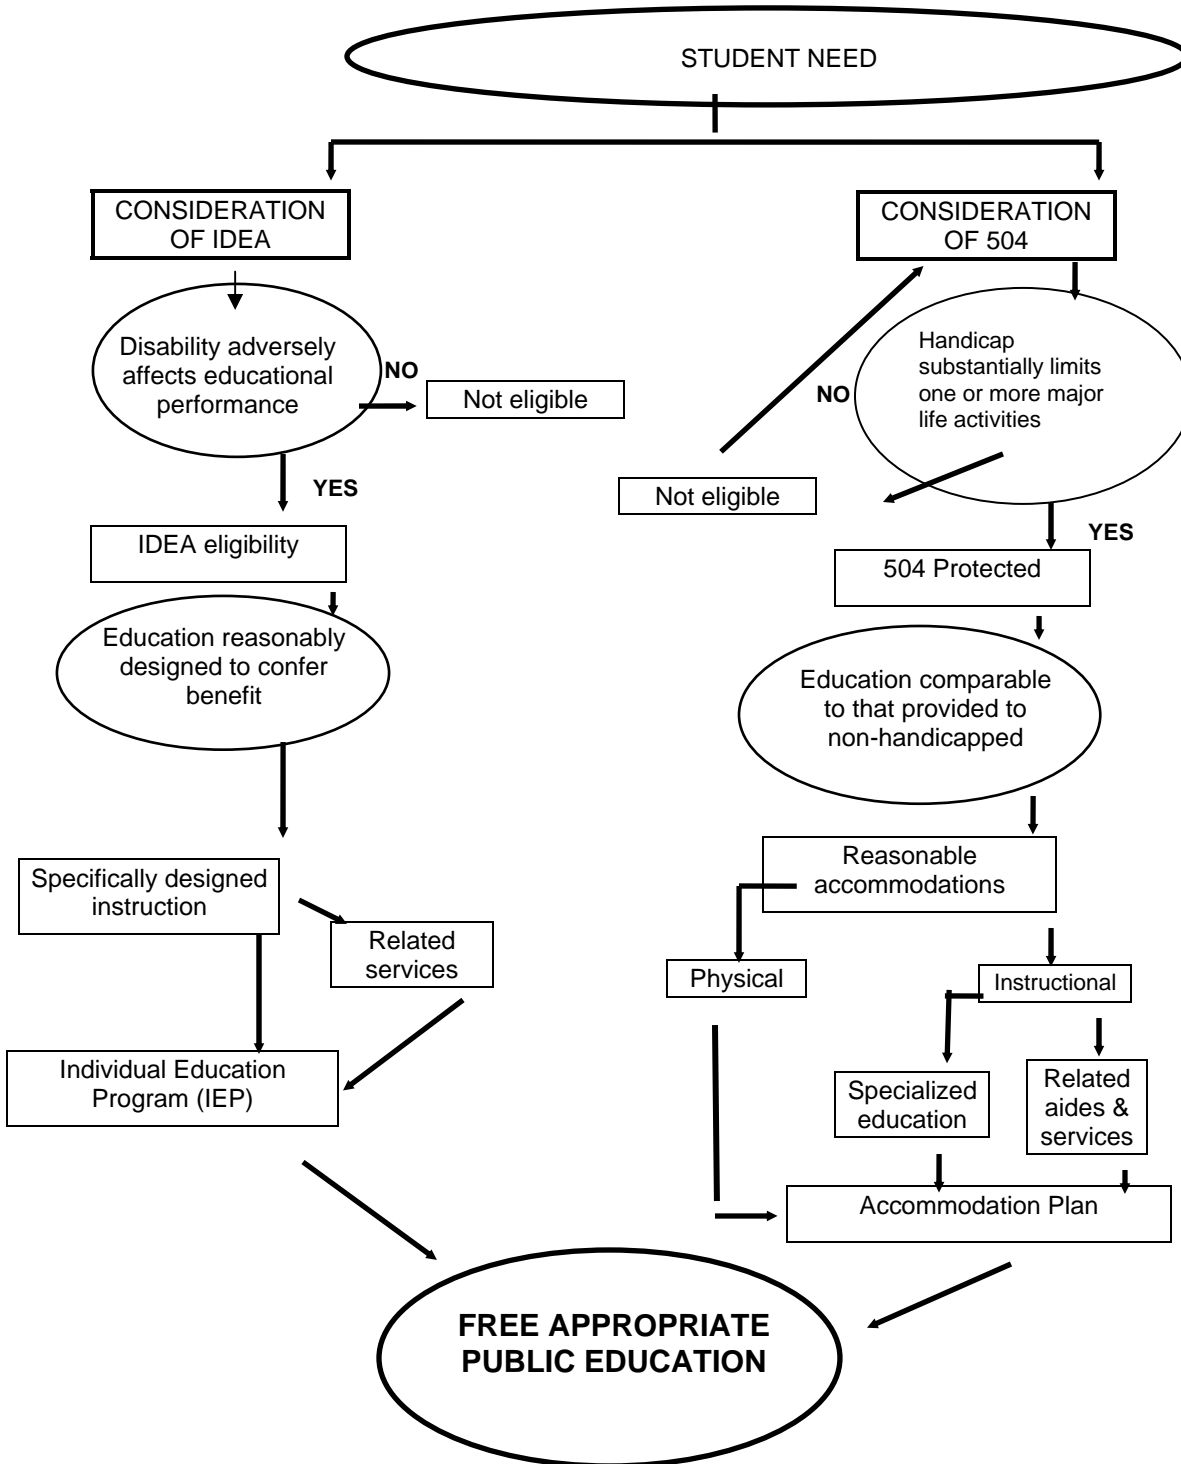 STUDENT NEED
CONSIDERATION
OF IDEA
CONSIDERATION
OF 504
Disability adversely
affects educational
performance
NO
Not eligible
Handicap
substantially limits
one or more major
life activities
NO
Not eligible
YES
YES
IDEA eligibility
504 Protected
Education reasonably
designed to confer
benefit
Education comparable
to that provided to
non-handicapped
Reasonable
accommodations
Specifically designed
instruction
Related
services
Physical
Instructional
Individual Education
Program (IEP)
Specialized
education
Related
aides &
services
Accommodation Plan
FREE APPROPRIATE
PUBLIC EDUCATION